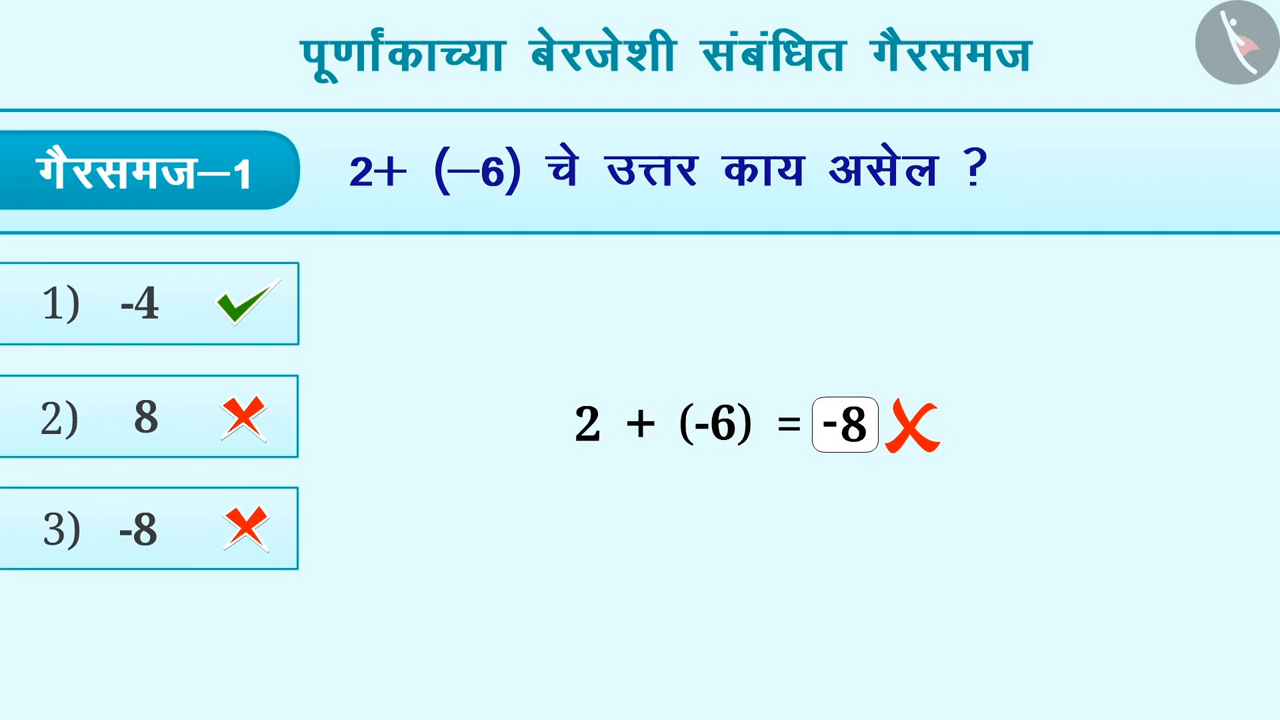 पूर्णांकाच्या बेरजेशी संबंधित गैरसमज
गैरसमज–1
2+ (–6) चे उत्तर काय असेल ?
1) -4
2) 8
3) -8
2 + (-6) = -8